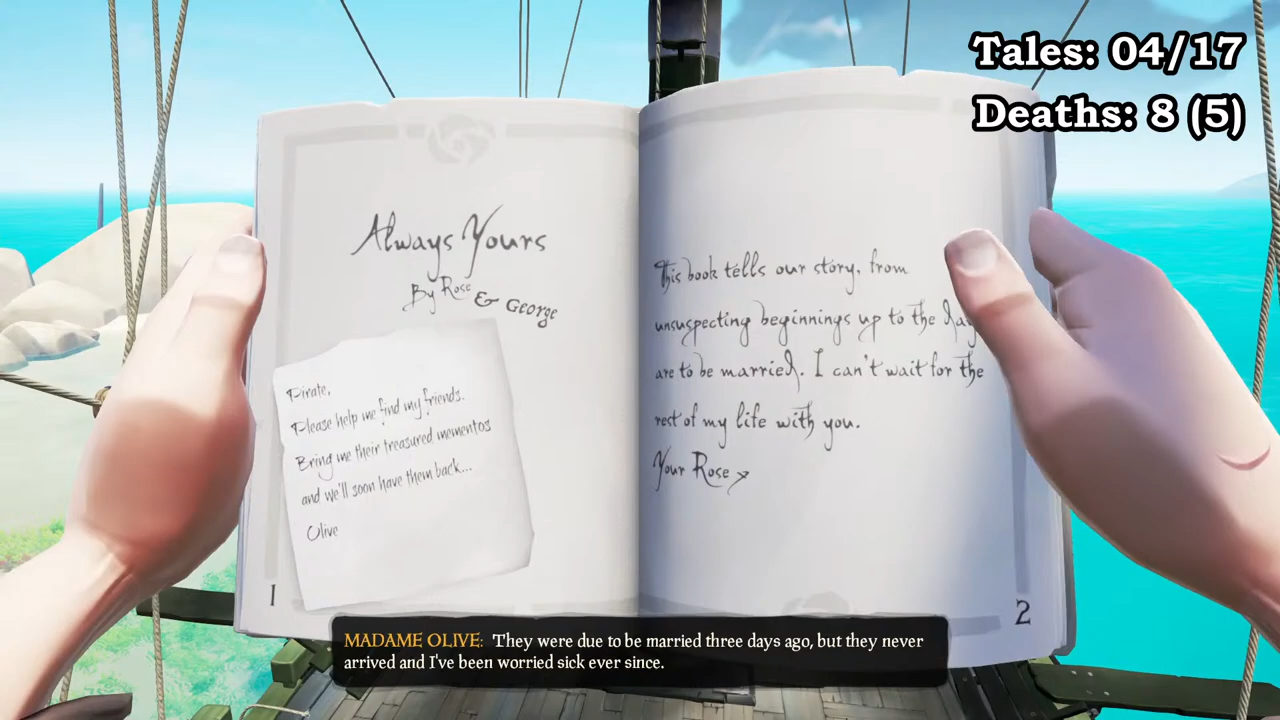 Tales: 04/17
Deaths: 8 (5)
Always Yours
By Rose & George
Pirate,
Please help me find my friends.
Bring me their treasured mementos
and we'll soon have them back...
Olive
1
This book tells our story, from
unsuspecting beginnings up to the day
are to be married. I can't wait for the
rest of my life with you.
Your Rose x
2
MADAME OLIVE: They were due to be married three days ago, but they never
arrived and I've been worried sick ever since.